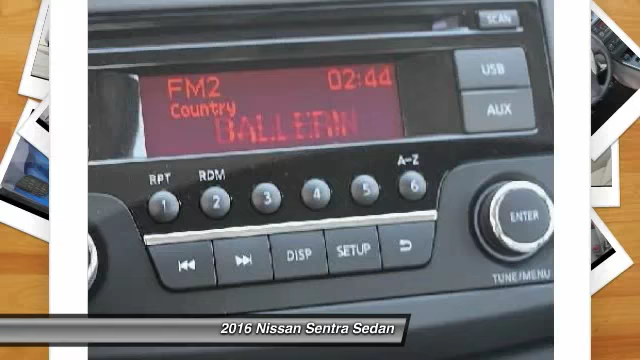 SCAN
FM2 02:44
Country
BALLERIN
USB
AUX
RPT RDM A-Z
1 2 3 4 5 6
ENTER
DISP SETUP
TUNE/MENU
2016 Nissan Sentra Sedan